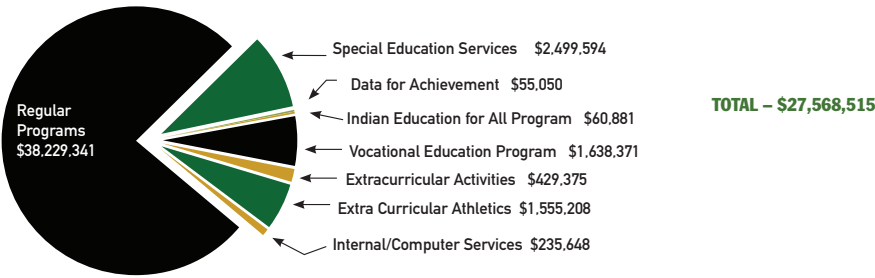 Regular
Programs
$38,229,341
Special Education Services $2,499,594
Data for Achievement $55,050
Indian Education for All Program $60,881
Vocational Education Program $1,638,371
Extracurricular Activities $429,375
Extra Curricular Athletics $1,555,208
Internal/Computer Services $235,648
TOTAL – $27,568,515